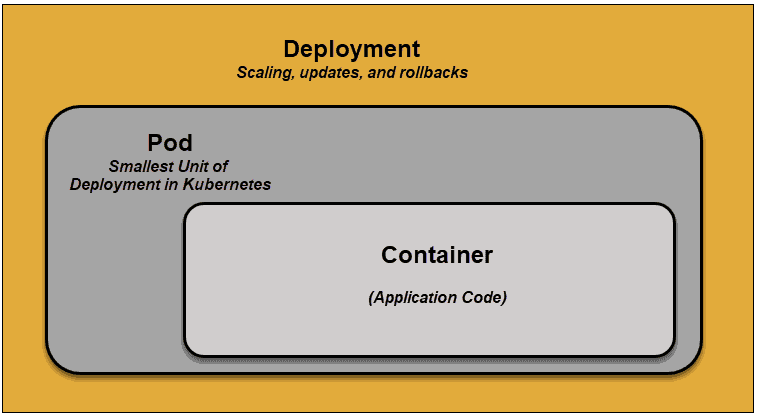 Deployment
Scaling, updates, and rollbacks
Pod
Smallest Unit of
Deployment in Kubernetes
Container
(Application Code)